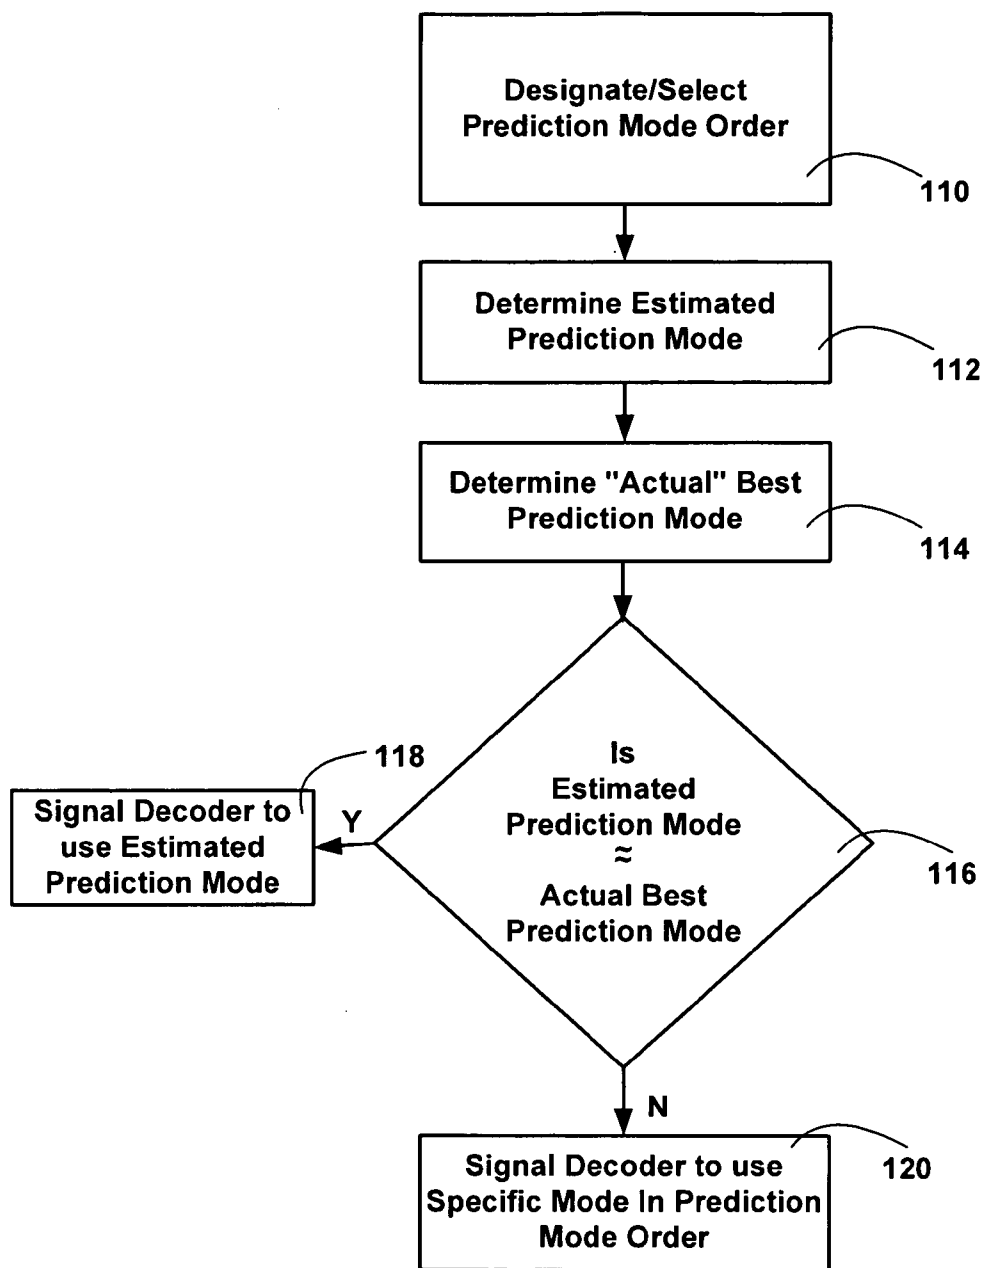 Designate/Select
Prediction Mode Order
110
Determine Estimated
Prediction Mode
112
Determine "Actual" Best
Prediction Mode
114
Is
Estimated
Prediction Mode
≈
Actual Best
Prediction Mode
116
118
Y
Signal Decoder to
use Estimated
Prediction Mode
N
120
Signal Decoder to use
Specific Mode In Prediction
Mode Order